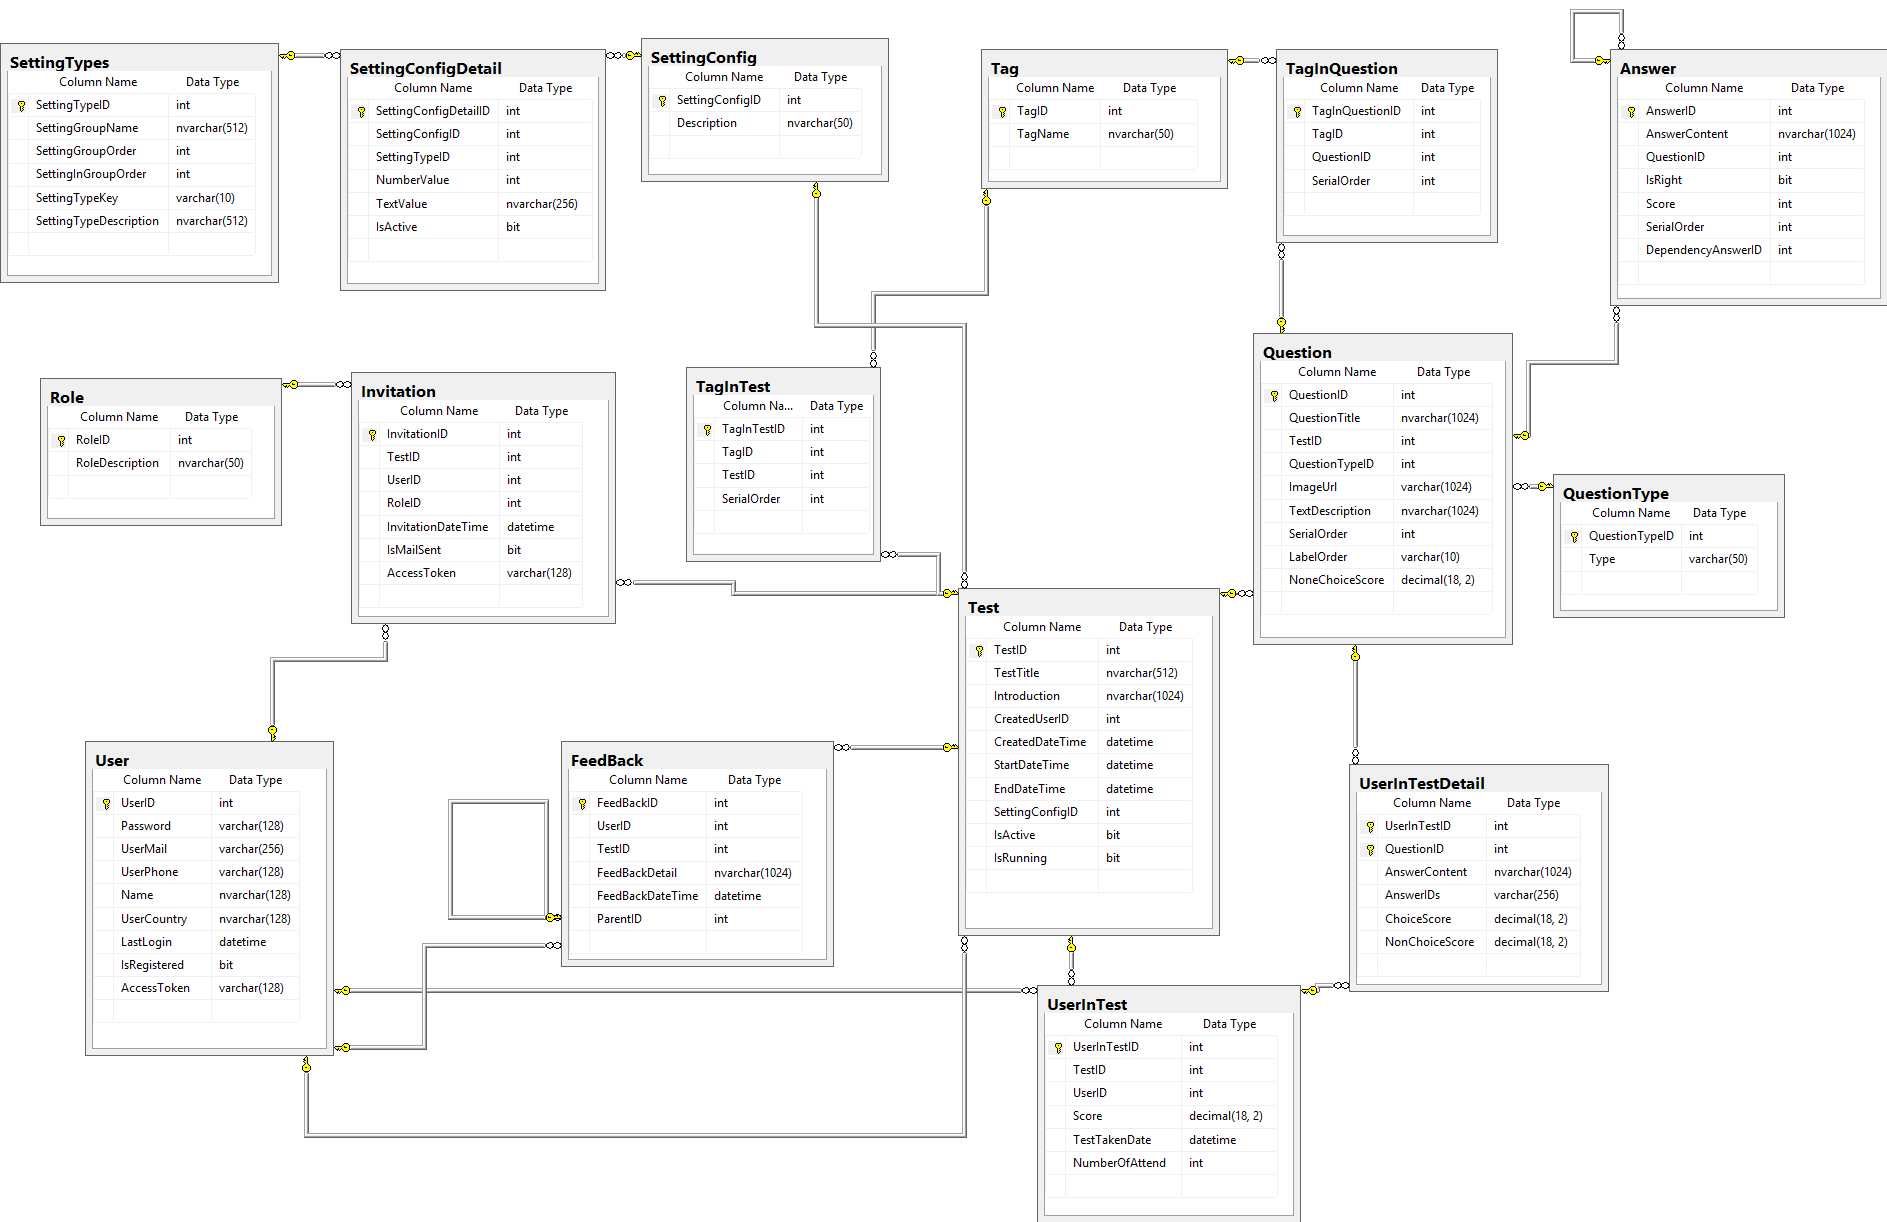 SettingTypes
Column Name Data Type
SettingTypeID int
SettingGroupName nvarchar(512)
SettingGroupOrder int
SettingInGroupOrder int
SettingTypeKey varchar(10)
SettingTypeDescription nvarchar(512)
SettingConfigDetail
Column Name Data Type
SettingConfigDetailID int
SettingConfigID int
SettingTypeID int
NumberValue int
TextValue nvarchar(256)
IsActive bit
SettingConfig
Column Name Data Type
SettingConfigID int
Description nvarchar(50)
Tag
Column Name Data Type
TagID int
TagName nvarchar(50)
TagInQuestion
Column Name Data Type
TagInQuestionID int
TagID int
QuestionID int
SerialOrder int
Answer
Column Name Data Type
AnswerID int
AnswerContent nvarchar(1024)
QuestionID int
IsRight bit
Score int
SerialOrder int
DependencyAnswerID int
Role
Column Name Data Type
RoleID int
RoleDescription nvarchar(50)
Invitation
Column Name Data Type
InvitationID int
TestID int
UserID int
RoleID int
InvitationDateTime datetime
IsMailSent bit
AccessToken varchar(128)
TagInTest
Column Na... Data Type
TagInTestID int
TagID int
TestID int
SerialOrder int
Question
Column Name Data Type
QuestionID int
QuestionTitle nvarchar(1024)
TestID int
QuestionTypeID int
ImageUrl varchar(1024)
TextDescription nvarchar(1024)
SerialOrder int
LabelOrder varchar(10)
NoneChoiceScore decimal(18, 2)
QuestionType
Column Name Data Type
QuestionTypeID int
Type varchar(50)
Test
Column Name Data Type
TestID int
TestTitle nvarchar(512)
Introduction nvarchar(1024)
CreatedUserID int
CreatedDateTime datetime
StartDateTime datetime
EndDateTime datetime
SettingConfigID int
IsActive bit
IsRunning bit
User
Column Name Data Type
UserID int
Password varchar(128)
UserMail varchar(256)
UserPhone varchar(128)
Name nvarchar(128)
UserCountry nvarchar(128)
LastLogin datetime
IsRegistered bit
AccessToken varchar(128)
FeedBack
Column Name Data Type
FeedBackID int
UserID int
TestID int
FeedBackDetail nvarchar(1024)
FeedBackDateTime datetime
ParentID int
UserInTestDetail
Column Name Data Type
UserInTestID int
QuestionID int
AnswerContent nvarchar(1024)
AnswerIDs varchar(256)
ChoiceScore decimal(18, 2)
NonChoiceScore decimal(18, 2)
UserInTest
Column Name Data Type
UserInTestID int
TestID int
UserID int
Score decimal(18, 2)
TestTakenDate datetime
NumberOfAttend int